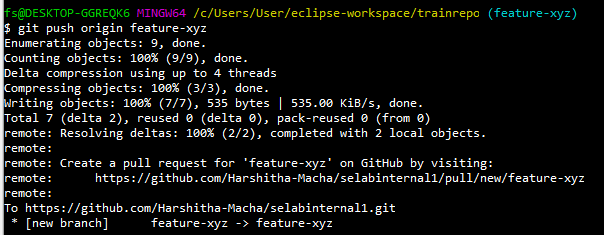 fs@DESKTOP-GGREQK6 MINGW64 /c/Users/User/eclipse-workspace/trainrepo (feature-xyz)
$ git push origin feature-xyz
Enumerating objects: 9, done.
Counting objects: 100% (9/9), done.
Delta compression using up to 4 threads
Compressing objects: 100% (3/3), done.
Writing objects: 100% (7/7), 535 bytes | 535.00 KiB/s, done.
Total 7 (delta 2), reused 0 (delta 0), pack-reused 0 (from 0)
remote: Resolving deltas: 100% (2/2), completed with 2 local objects.
remote:
remote: Create a pull request for 'feature-xyz' on GitHub by visiting:
remote:      https://github.com/Harshitha-Macha/selabinternal1/pull/new/feature-xyz
remote:
To https://github.com/Harshitha-Macha/selabinternal1.git
 * [new branch]      feature-xyz -> feature-xyz